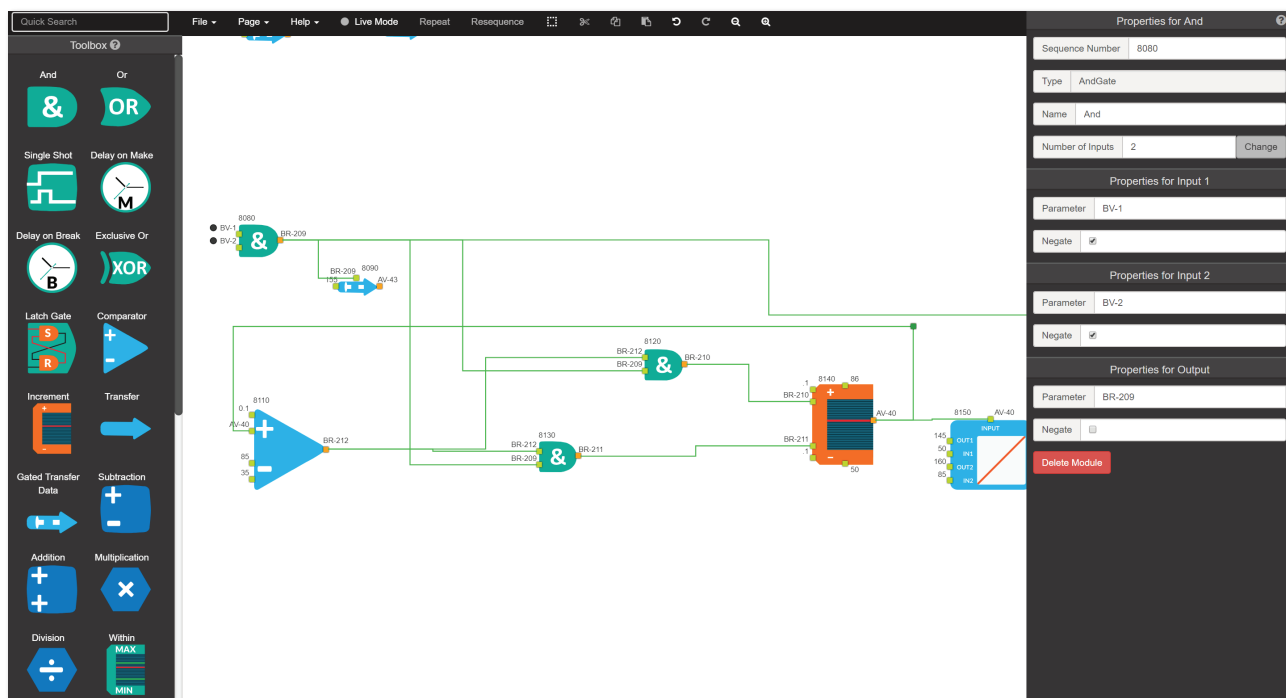 Quick Search
File
Page
Help
Live Mode
Repeat
Resequence
Toolbox
And
Or
&
OR
Single Shot
Delay on Make
M
Delay on Break
Exclusive Or
B
XOR
Latch Gate
Comparator
S
R
+
-
Increment
Transfer
+
-
Gated Transfer
Data
Subtraction
+
-
Addition
Multiplication
+
+
×
Division
Within
÷
MAX
MIN
8080
BV-1
BV-2
&
BR-209
BR-209
8090
155
AV-43
8120
BR-212
BR-209
&
BR-210
8110
0.1
AV-40
+
85
-
35
BR-212
8130
BR-212
BR-209
&
BR-211
8140
86
.1
BR-210
+
AV-40
BR-211
.1
-
50
8150
AV-40
INPUT
145
OUT1
50
IN1
160
OUT2
85
IN2
Properties for And
Sequence Number
8080
Type
AndGate
Name
And
Number of Inputs
2
Change
Properties for Input 1
Parameter
BV-1
Negate
Properties for Input 2
Parameter
BV-2
Negate
Properties for Output
Parameter
BR-209
Negate
Delete Module